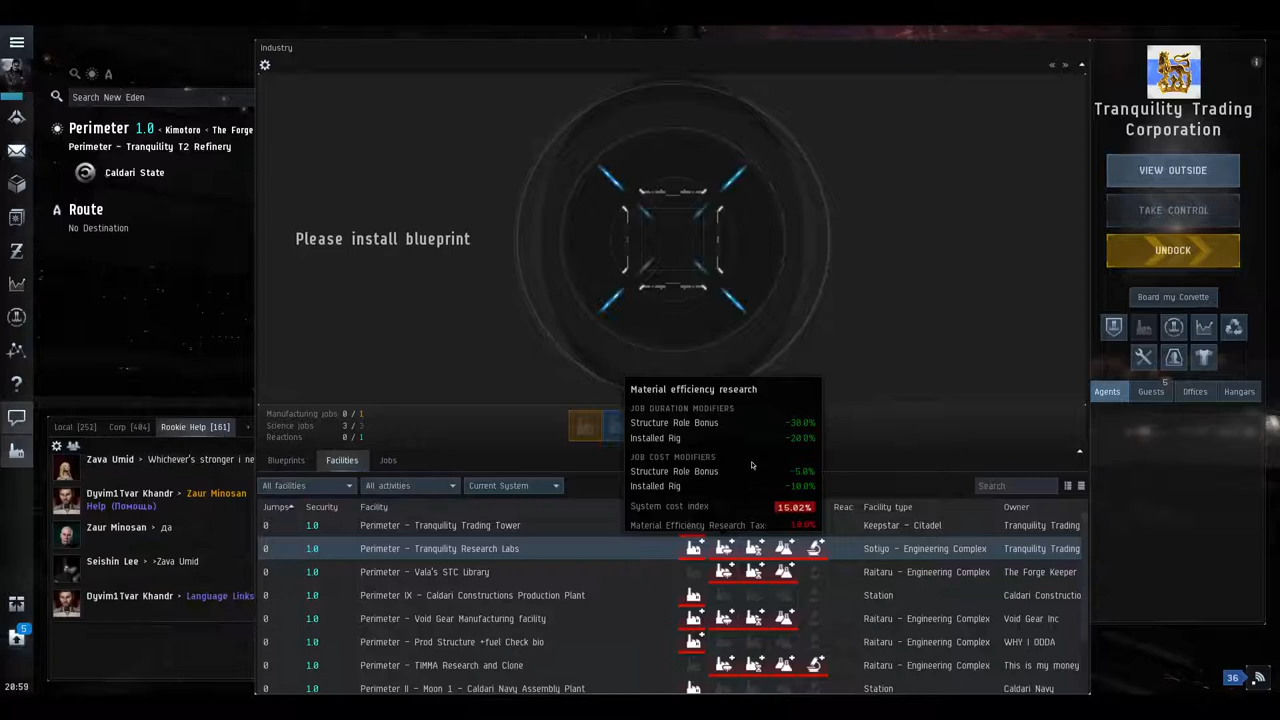 Industry
Search New Eden
Perimeter 1.0 < Kimotoro < The Forge
Perimeter - Tranquility T2 Refinery
Caldari State
Route
No Destination
Please install blueprint
Tranquility Trading
Corporation
VIEW OUTSIDE
TAKE CONTROL
UNDOCK
Board my Corvette
5
Agents Guests Offices Hangars
Manufacturing jobs 0 / 1
Science jobs 3 / 3
Reactions 0 / 1
Material efficiency research
JOB DURATION MODIFIERS
Structure Role Bonus -30.0%
Installed Rig -20.0%
JOB COST MODIFIERS
Structure Role Bonus -5.0%
Installed Rig -10.0%
System cost index 15.02%
Material Efficiency Research Tax: 10.0%
Local [252] Corp [404] Rookie Help [161]
Zava Umid > Whichever's stronger i ne
Dyvim1Tvar Khandr > Zaur Minosan
Help (Помощь)
Zaur Minosan > да
Seishin Lee > >Zava Umid
Dyvim1Tvar Khandr > Language Links
Blueprints Facilities Jobs
All facilities All activities Current System Search
Jumps Security Facility Reac Facility type Owner
0 1.0 Perimeter - Tranquility Trading Tower Keepstar - Citadel Tranquility Trading
0 1.0 Perimeter - Tranquility Research Labs Sotiyo - Engineering Complex Tranquility Trading
0 1.0 Perimeter - Vala's STC Library Raitaru - Engineering Complex The Forge Keeper
0 1.0 Perimeter IX - Caldari Constructions Production Plant Station Caldari Constructio
0 1.0 Perimeter - Void Gear Manufacturing facility Raitaru - Engineering Complex Void Gear Inc
0 1.0 Perimeter - Prod Structure +fuel Check bio Raitaru - Engineering Complex WHY I ODDA
0 1.0 Perimeter - TIMMA Research and Clone Raitaru - Engineering Complex This is my money
0 1.0 Perimeter II - Moon 1 - Caldari Navy Assembly Plant Station Caldari Navy
5
20:59
36